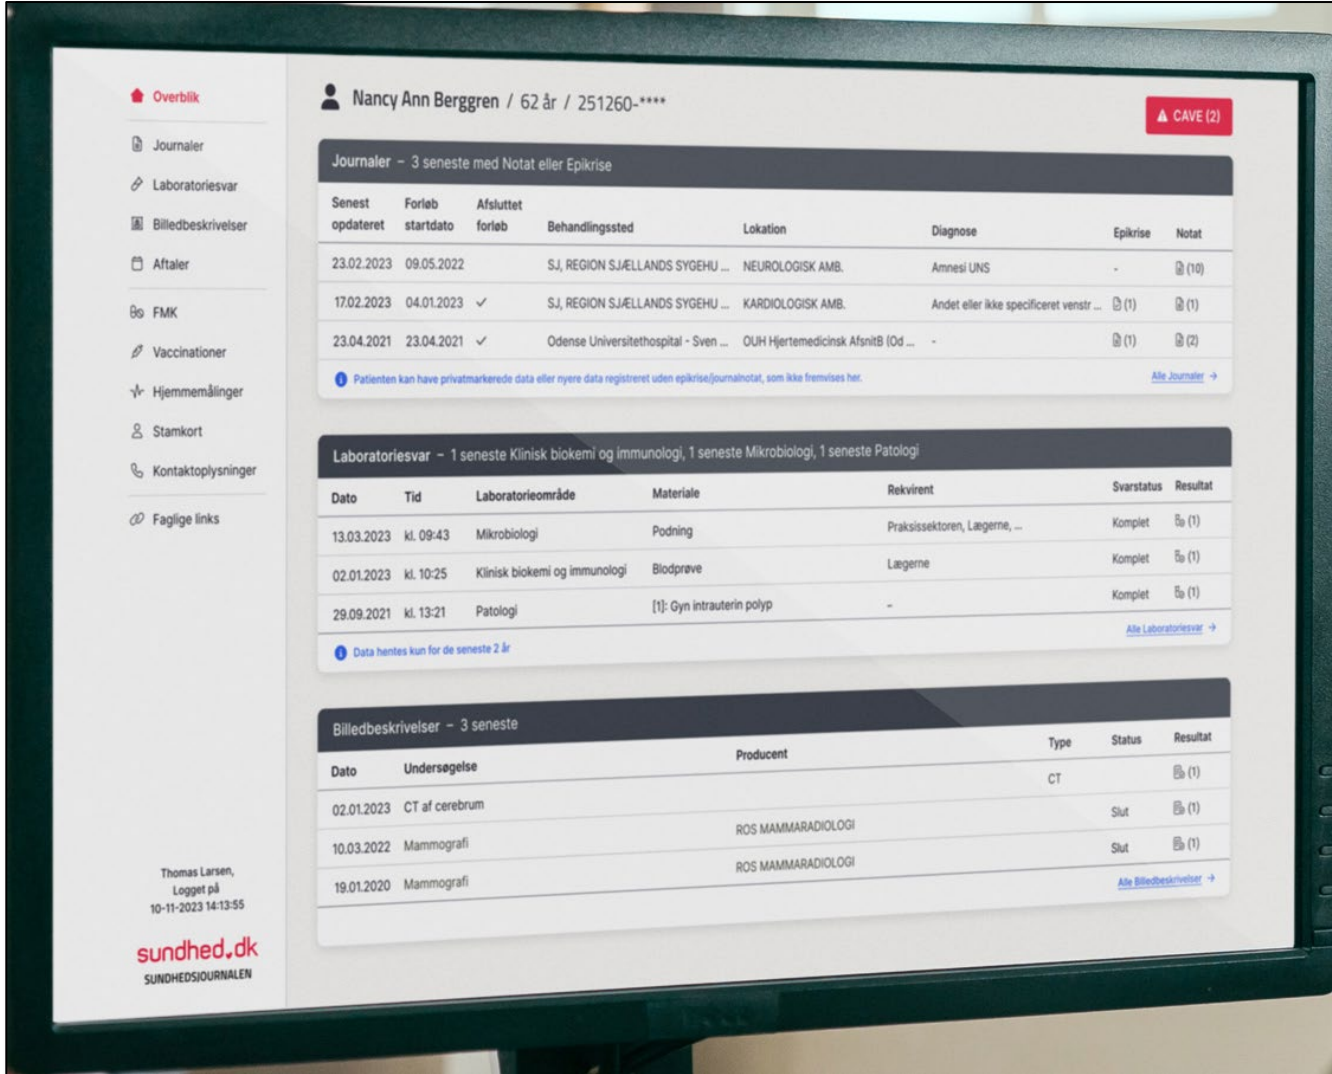 Overblik
Journaler
Laboratoriesvar
Billedbeskrivelser
Aftaler
FMK
Vaccinationer
Hjemmemålinger
Stamkort
Kontaktoplysninger
Faglige links
Thomas Larsen,
Logget på
10-11-2023 14:13:55
sundhed.dk
SUNDHEDSJOURNALEN
Nancy Ann Berggren / 62 år / 251260-****
CAVE (2)
Journaler – 3 seneste med Notat eller Epikrise
Senest opdateret Forløb startdato Afsluttet forløb Behandlingssted Lokation Diagnose Epikrise Notat
23.02.2023 09.05.2022 SJ, REGION SJÆLLANDS SYGEHU ... NEUROLOGISK AMB. Amnesi UNS - (10)
17.02.2023 04.01.2023 ✓ SJ, REGION SJÆLLANDS SYGEHU ... KARDIOLOGISK AMB. Andet eller ikke specificeret venstr ... (1) (1)
23.04.2021 23.04.2021 ✓ Odense Universitethospital - Sven ... OUH Hjertemedicinsk AfsnitB (Od ... - (1) (2)
Patienten kan have privatmarkerede data eller nyere data registreret uden epikrise/journalnotat, som ikke fremvises her. Alle Journaler →
Laboratoriesvar – 1 seneste Klinisk biokemi og immunologi, 1 seneste Mikrobiologi, 1 seneste Patologi
Dato Tid Laboratorieområde Materiale Rekvirent Svarstatus Resultat
13.03.2023 kl. 09:43 Mikrobiologi Podning Praksissektoren, Lægerne, ... Komplet (1)
02.01.2023 kl. 10:25 Klinisk biokemi og immunologi Blodprøve Lægerne Komplet (1)
29.09.2021 kl. 13:21 Patologi [1]: Gyn intrauterin polyp - Komplet (1)
Data hentes kun for de seneste 2 år Alle Laboratoriesvar →
Billedbeskrivelser – 3 seneste
Dato Undersøgelse Producent Type Status Resultat
02.01.2023 CT af cerebrum CT (1)
10.03.2022 Mammografi ROS MAMMARADIOLOGI Slut (1)
19.01.2020 Mammografi ROS MAMMARADIOLOGI Slut (1)
Alle Billedbeskrivelser →